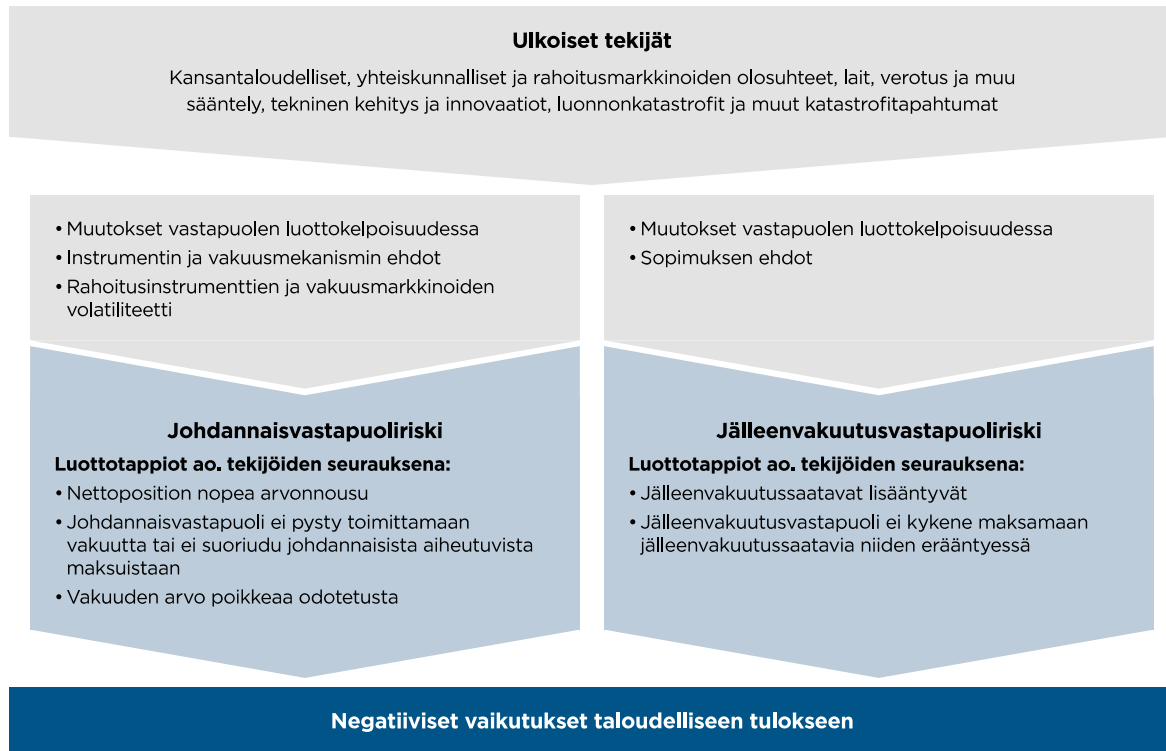 Ulkoiset tekijät
Kansantaloudelliset, yhteiskunnalliset ja rahoitusmarkkinoiden olosuhteet, lait, verotus ja muu
sääntely, tekninen kehitys ja innovaatiot, luonnonkatastrofit ja muut katastrofitapahtumat
• Muutokset vastapuolen luottokelpoisuudessa
• Instrumentin ja vakuusmekanismin ehdot
• Rahoitusinstrumenttien ja vakuusmarkkinoiden
volatiliteetti
• Muutokset vastapuolen luottokelpoisuudessa
• Sopimuksen ehdot
Johdannaisvastapuoliriski
Luottotappiot ao. tekijöiden seurauksena:
• Nettoposition nopea arvonnousu
• Johdannaisvastapuoli ei pysty toimittamaan
vakuutta tai ei suoriudu johdannaisista aiheutuvista
maksuistaan
• Vakuuden arvo poikkeaa odotetusta
Jälleenvakuutusvastapuoliriski
Luottotappiot ao. tekijöiden seurauksena:
• Jälleenvakuutussaatavat lisääntyvät
• Jälleenvakuutusvastapuoli ei kykene maksamaan
jälleenvakuutussaatavia niiden erääntyessä
Negatiiviset vaikutukset taloudelliseen tulokseen